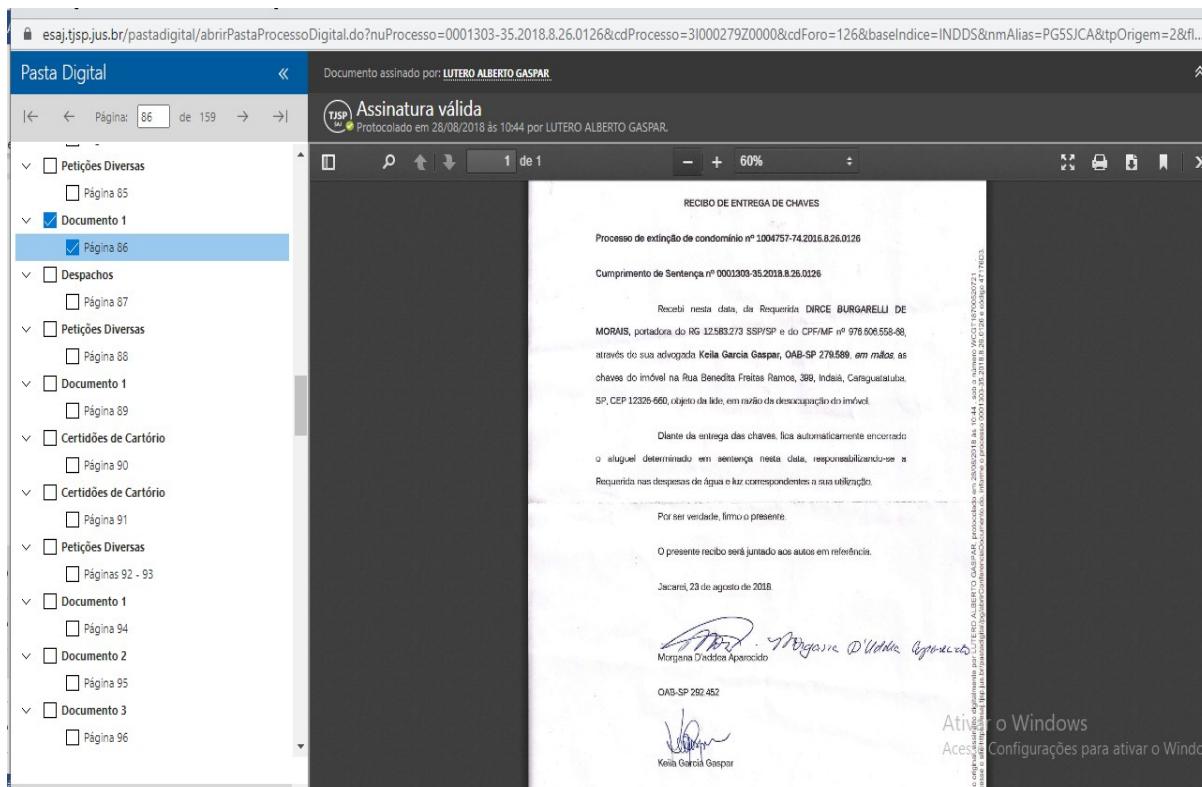 esaj.tjsp.jus.br/pastadigital/abrirPastaProcessoDigital.do?nuProcesso=0001303-35.2018.8.26.0126&cdProcesso=3I000279Z0000&cdForo=126&baseIndice=INDDS&nmAlias=PG5SJCA&tpOrigem=2&fl...
Pasta Digital «
Página: 86 de 159
Petições Diversas
Página 85
Documento 1
Página 86
Despachos
Página 87
Petições Diversas
Página 88
Documento 1
Página 89
Certidões de Cartório
Página 90
Certidões de Cartório
Página 91
Petições Diversas
Páginas 92 - 93
Documento 1
Página 94
Documento 2
Página 95
Documento 3
Página 96
Documento assinado por: LUTERO ALBERTO GASPAR
TJSP
Assinatura válida
Protocolado em 28/08/2018 às 10:44 por LUTERO ALBERTO GASPAR.
1 de 1
60%
RECIBO DE ENTREGA DE CHAVES
Processo de extinção de condomínio nº 1004757-74.2016.8.26.0126
Cumprimento de Sentença nº 0001303-35.2018.8.26.0126
Recebi nesta data, da Requerida DIRCE BURGARELLI DE
MORAIS, portadora do RG 12.583.273 SSP/SP e do CPF/MF nº
através de sua advogada Keila Garcia Gaspar, OAB-SP 279.589, em mãos, as
chaves do imóvel na Rua Benedita Freitas Ramos, 399, Indaiá, Caraguatatuba,
SP, CEP 12326-660, objeto da lide, em razão da desocupação do imóvel.
Diante da entrega das chaves, fica automaticamente encerrado
o aluguel determinado em sentença nesta data, responsabilizando-se a
Requerida nas despesas de água e luz correspondentes a sua utilização.
Por ser verdade, firmo o presente.
O presente recibo será juntado aos autos em referência.
Jacareí, 23 de agosto de 2018.
Morgana D'Addea Aparecido
Morgana D'addea Aparocido
OAB-SP 292.452
Keila Garcia Gaspar
Ativar o Windows
Acesse Configurações para ativar o Windo